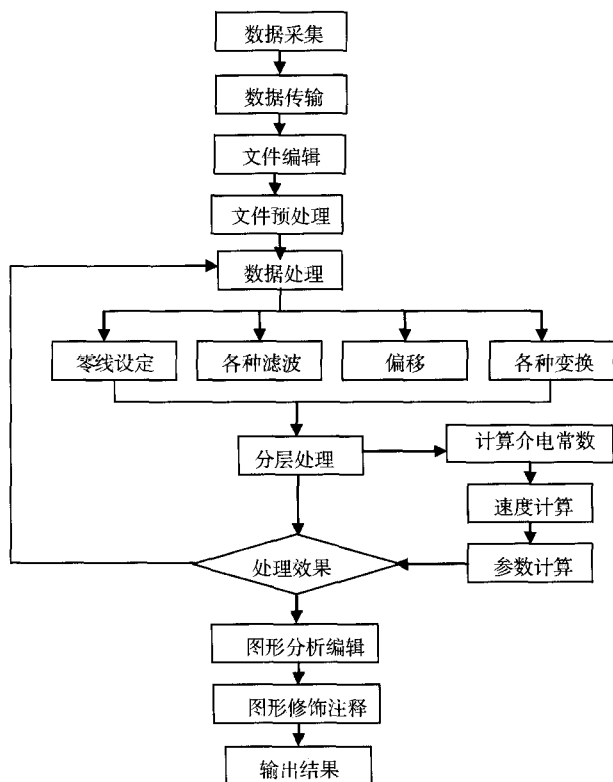 数据采集
数据传输
文件编辑
文件预处理
数据处理
零线设定
各种滤波
偏移
各种变换
分层处理
计算介电常数
速度计算
处理效果
参数计算
图形分析编辑
图形修饰注释
输出结果